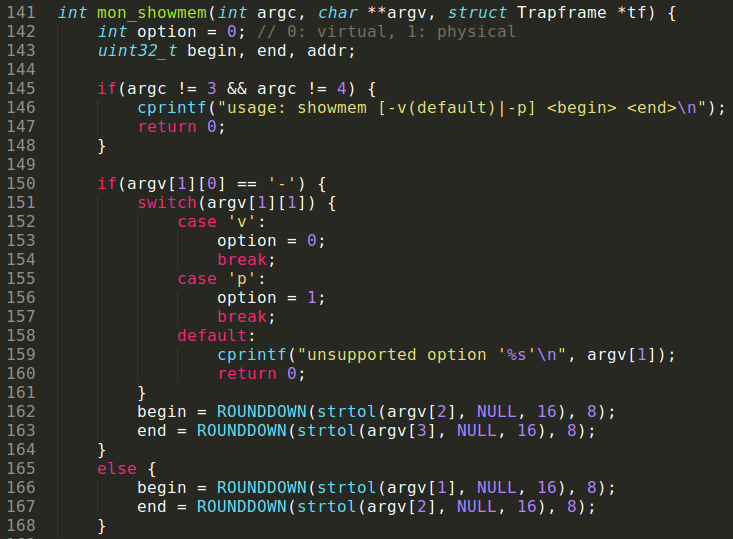 141 int mon_showmem(int argc, char **argv, struct Trapframe *tf) {
142     int option = 0; // 0: virtual, 1: physical
143     uint32_t begin, end, addr;
144
145     if(argc != 3 && argc != 4) {
146         cprintf("usage: showmem [-v(default)|-p] <begin> <end>\n");
147         return 0;
148     }
149
150     if(argv[1][0] == '-') {
151         switch(argv[1][1]) {
152             case 'v':
153                 option = 0;
154                 break;
155             case 'p':
156                 option = 1;
157                 break;
158             default:
159                 cprintf("unsupported option '%s'\n", argv[1]);
160                 return 0;
161         }
162         begin = ROUNDDOWN(strtol(argv[2], NULL, 16), 8);
163         end = ROUNDDOWN(strtol(argv[3], NULL, 16), 8);
164     }
165     else {
166         begin = ROUNDDOWN(strtol(argv[1], NULL, 16), 8);
167         end = ROUNDDOWN(strtol(argv[2], NULL, 16), 8);
168     }